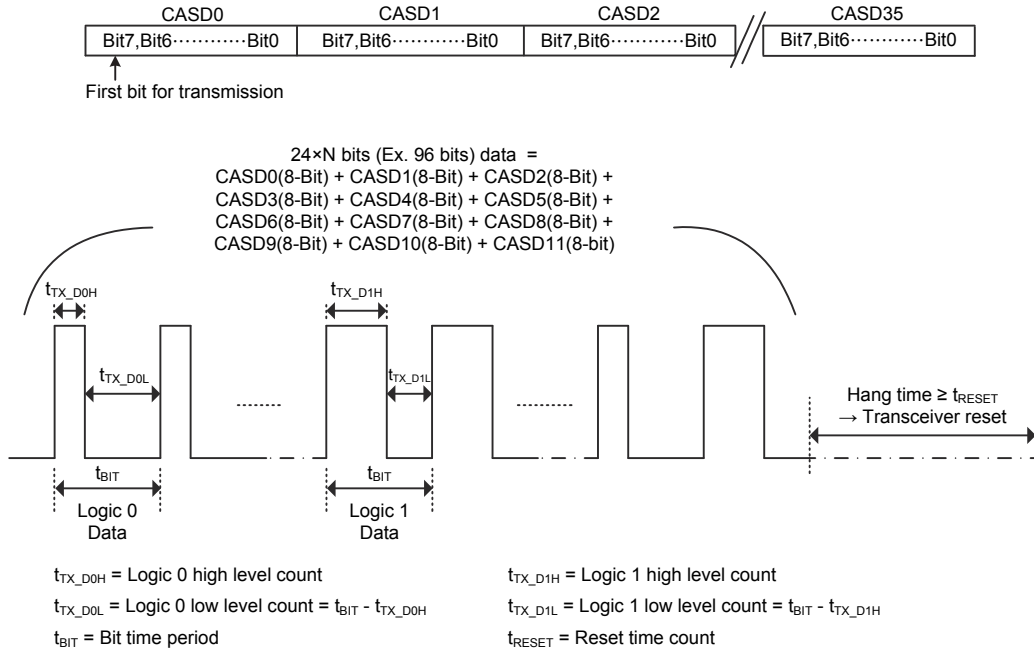 CASD0 CASD1 CASD2 CASD35
Bit7,Bit6············Bit0 Bit7,Bit6············Bit0 Bit7,Bit6············Bit0 Bit7,Bit6············Bit0
First bit for transmission
24×N bits (Ex. 96 bits) data =
CASD0(8-Bit) + CASD1(8-Bit) + CASD2(8-Bit) +
CASD3(8-Bit) + CASD4(8-Bit) + CASD5(8-Bit) +
CASD6(8-Bit) + CASD7(8-Bit) + CASD8(8-Bit) +
CASD9(8-Bit) + CASD10(8-Bit) + CASD11(8-bit)
tTX_D0H tTX_D1H
tTX_D0L tTX_D1L
Hang time ≥ tRESET
→ Transceiver reset
tBIT tBIT
Logic 0 Logic 1
Data Data
tTX_D0H = Logic 0 high level count tTX_D1H = Logic 1 high level count
tTX_D0L = Logic 0 low level count = tBIT - tTX_D0H tTX_D1L = Logic 1 low level count = tBIT - tTX_D1H
tBIT = Bit time period tRESET = Reset time count